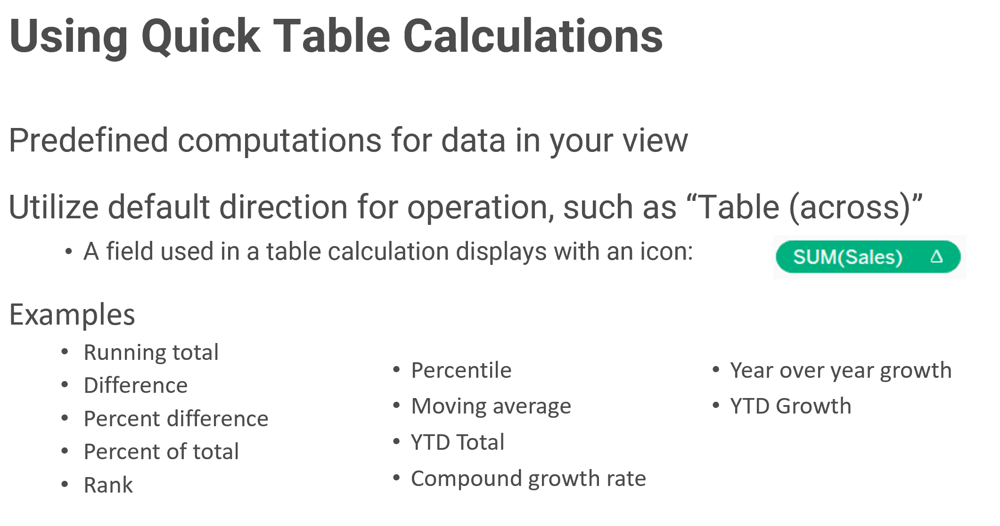 Using Quick Table Calculations
Predefined computations for data in your view
Utilize default direction for operation, such as “Table (across)”
• A field used in a table calculation displays with an icon:
SUM(Sales) Δ
Examples
• Running total
• Difference
• Percent difference
• Percent of total
• Rank
• Percentile
• Moving average
• YTD Total
• Compound growth rate
• Year over year growth
• YTD Growth